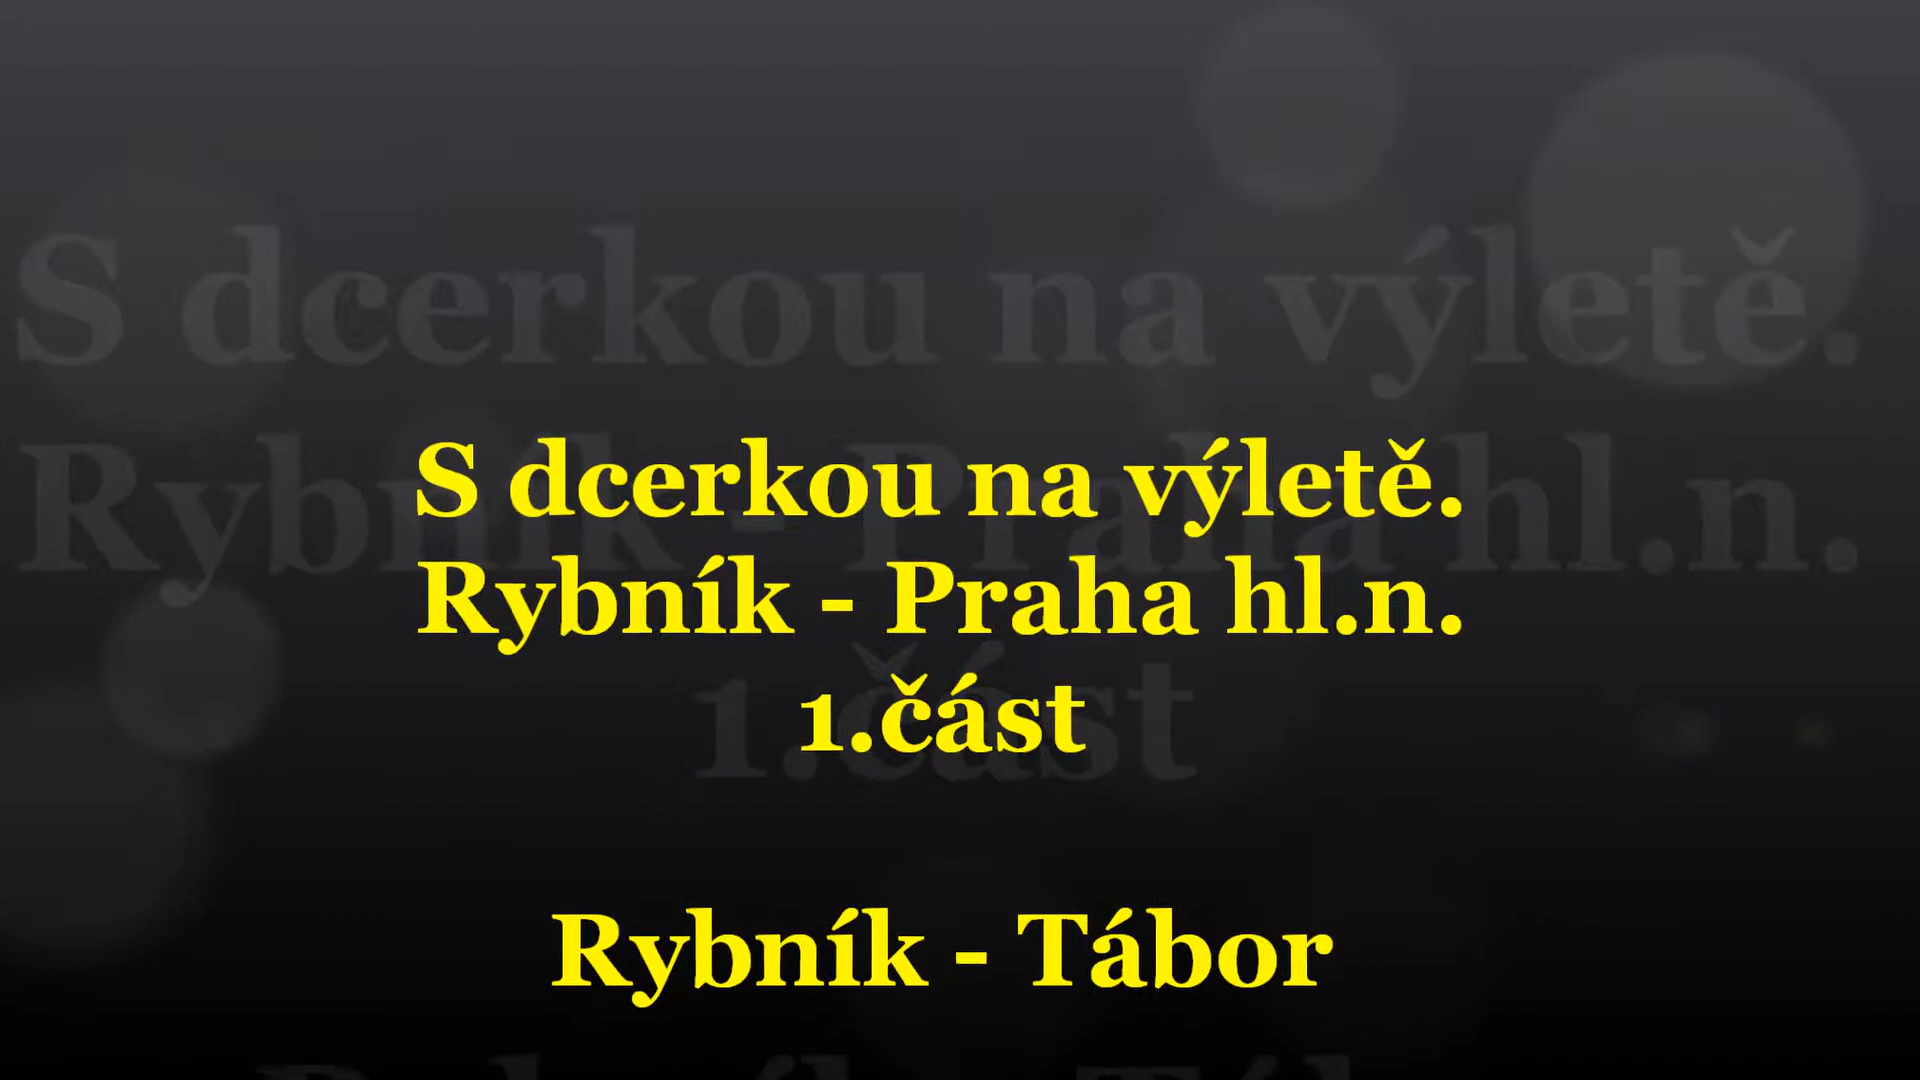 S dcerkou na výletě.
Rybník - Praha hl.n.
1.část
Rybník - Tábor